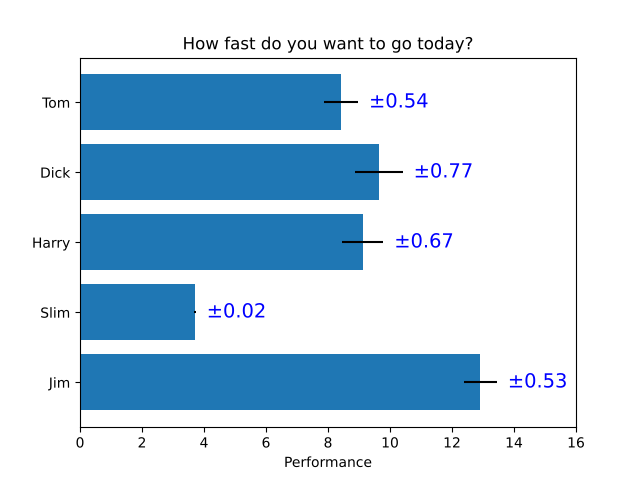 How fast do you want to go today?
Tom ±0.54
Dick ±0.77
Harry ±0.67
Slim ±0.02
Jim ±0.53
0 2 4 6 8 10 12 14 16
Performance